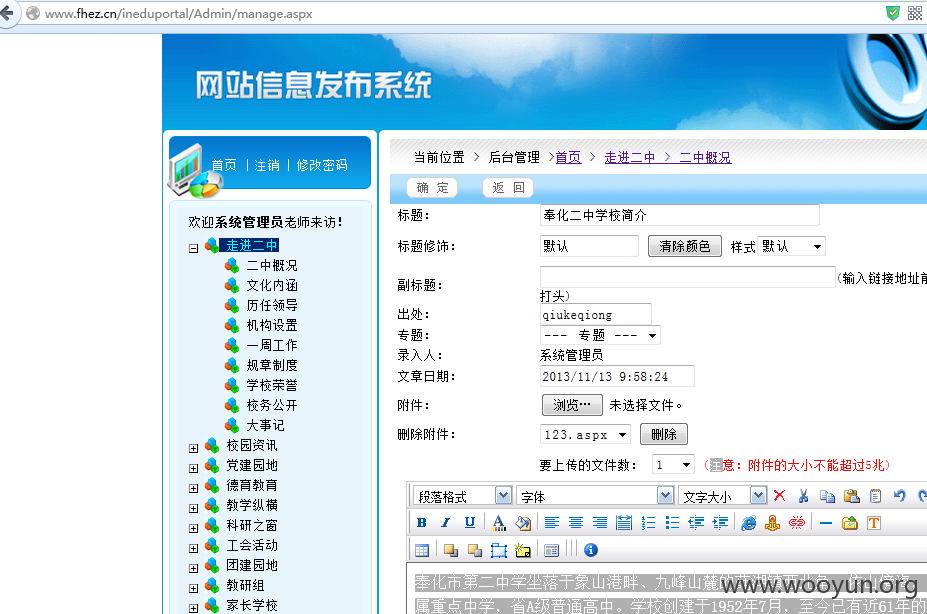 www.fhez.cn/ineduportal/Admin/manage.aspx
网站信息发布系统
首页 | 注销 | 修改密码
当前位置 > 后台管理 >首页 > 走进二中 > 二中概况
确 定 返 回
欢迎系统管理员老师来访!
走进二中
二中概况
文化内涵
历任领导
机构设置
一周工作
规章制度
学校荣誉
校务公开
大事记
校园资讯
党建园地
德育教育
教学纵横
科研之窗
工会活动
团建园地
教研组
家长学校
标题: 奉化二中学校简介
标题修饰: 默认 清除颜色 样式 默认
副标题: (输入链接地址前
打头)
出处: qiukeqiong
专题: --- 专题 ---
录入人: 系统管理员
文章日期: 2013/11/13 9:58:24
附件: 浏览… 未选择文件。
删除附件: 123.aspx 删除
要上传的文件数: 1 (注意: 附件的大小不能超过5兆)
段落格式 字体 文字大小
B I U
奉化市第二中学坐落于象山港畔、九峰山麓的
www.wooyun.org
属重点中学，省A级普通高中。学校创建于1952年7月，至今已有近61年的